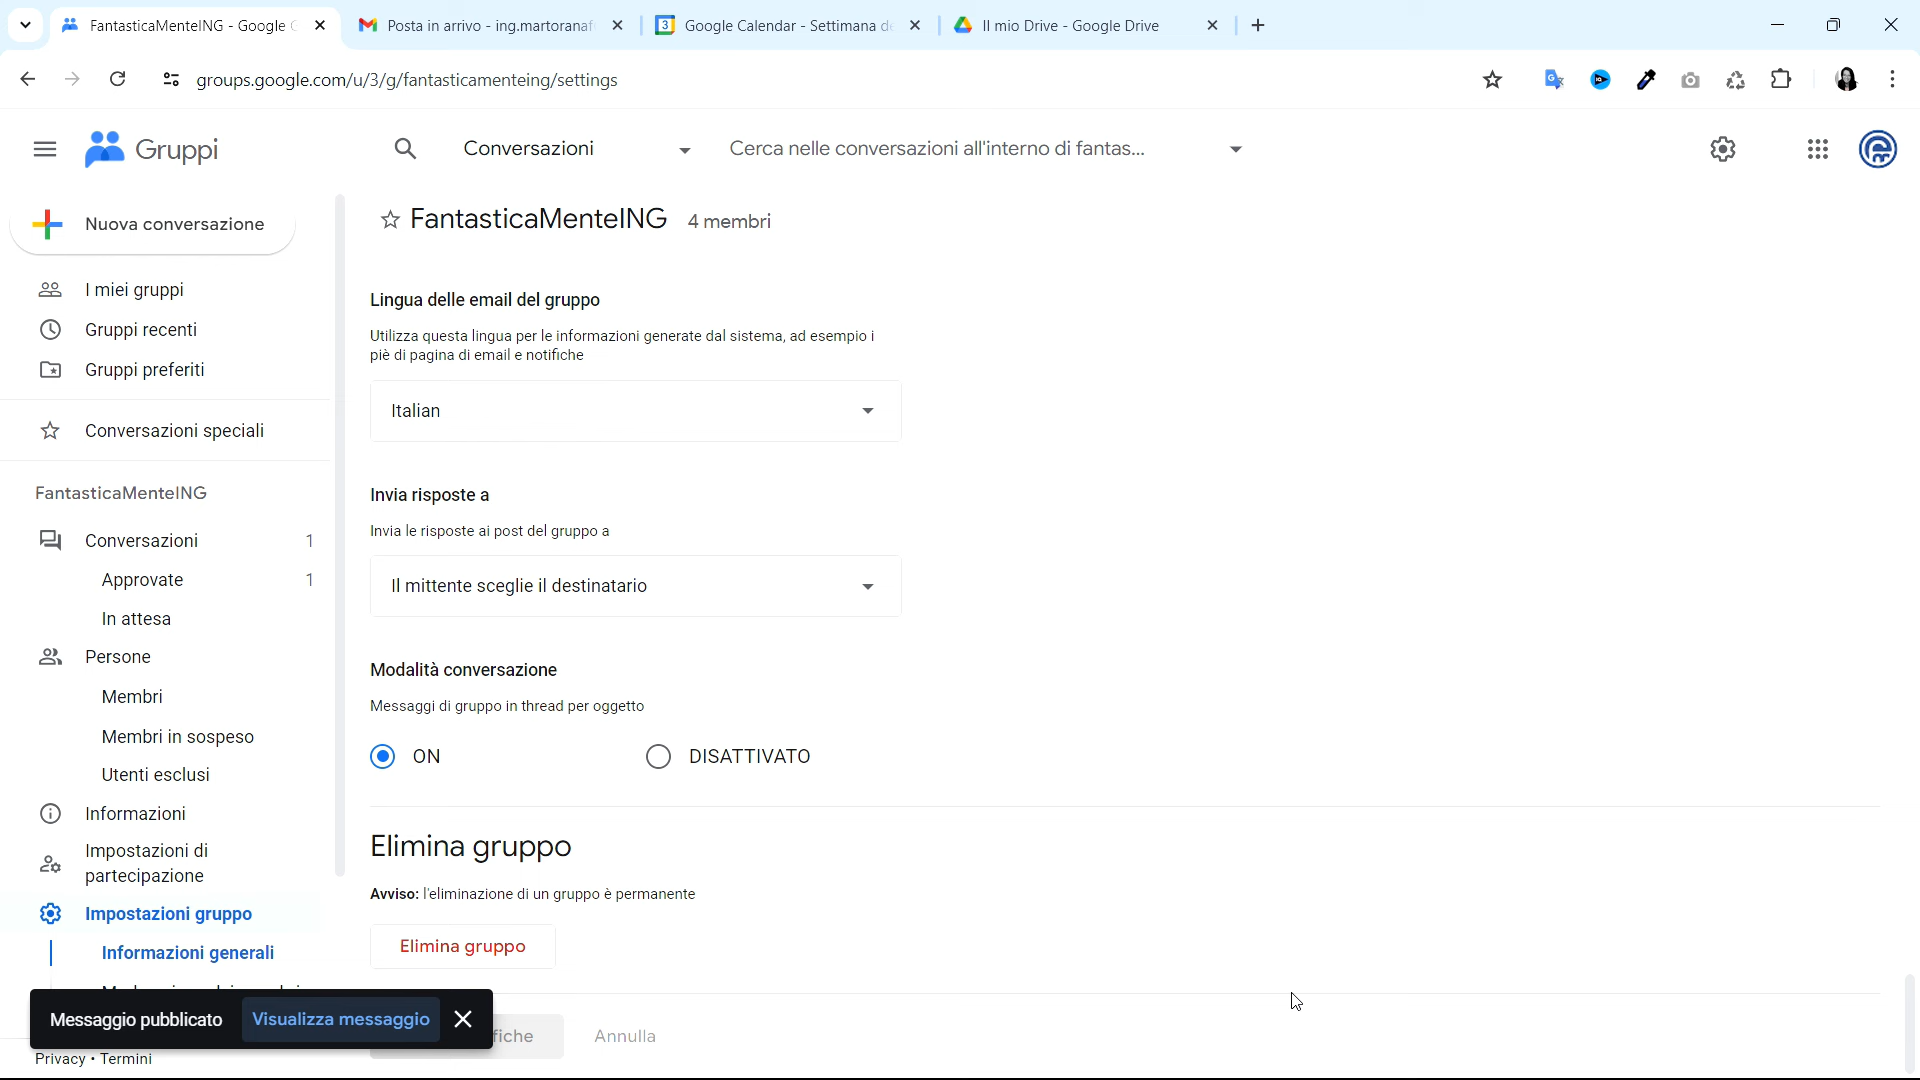 FantasticaMenteING - Google G
Posta in arrivo - ing.martoranaf
Google Calendar - Settimana de
Il mio Drive - Google Drive
groups.google.com/u/3/g/fantasticamenteing/settings
Gruppi
Conversazioni
Cerca nelle conversazioni all'interno di fantas...
Nuova conversazione
I miei gruppi
Gruppi recenti
Gruppi preferiti
Conversazioni speciali
FantasticaMenteING
Conversazioni 1
Approvate 1
In attesa
Persone
Membri
Membri in sospeso
Utenti esclusi
Informazioni
Impostazioni di
partecipazione
Impostazioni gruppo
Informazioni generali
Messaggio pubblicato Visualizza messaggio
Privacy • Termini
FantasticaMenteING 4 membri
Lingua delle email del gruppo
Utilizza questa lingua per le informazioni generate dal sistema, ad esempio i
piè di pagina di email e notifiche
Italian
Invia risposte a
Invia le risposte ai post del gruppo a
Il mittente sceglie il destinatario
Modalità conversazione
Messaggi di gruppo in thread per oggetto
ON DISATTIVATO
Elimina gruppo
Avviso: l'eliminazione di un gruppo è permanente
Elimina gruppo
fiche Annulla